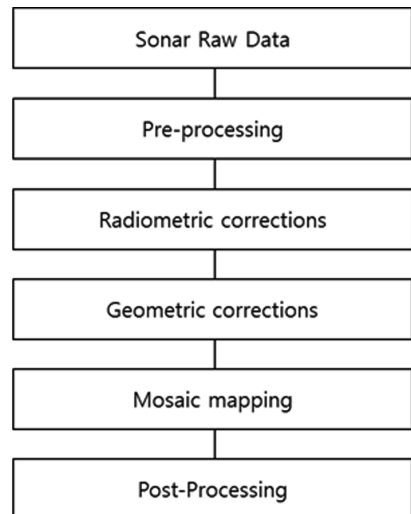 Sonar Raw Data
Pre-processing
Radiometric corrections
Geometric corrections
Mosaic mapping
Post-Processing